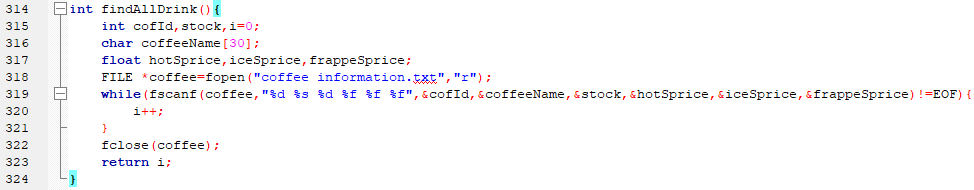 314 int findAllDrink(){
315 int cofId,stock,i=0;
316 char coffeeName[30];
317 float hotSprice,iceSprice,frappeSprice;
318 FILE *coffee=fopen("coffee information.txt","r");
319 while(fscanf(coffee,"%d %s %d %f %f %f",&cofId,&coffeeName,&stock,&hotSprice,&iceSprice,&frappeSprice)!=EOF){
320 i++;
321 }
322 fclose(coffee);
323 return i;
324 }